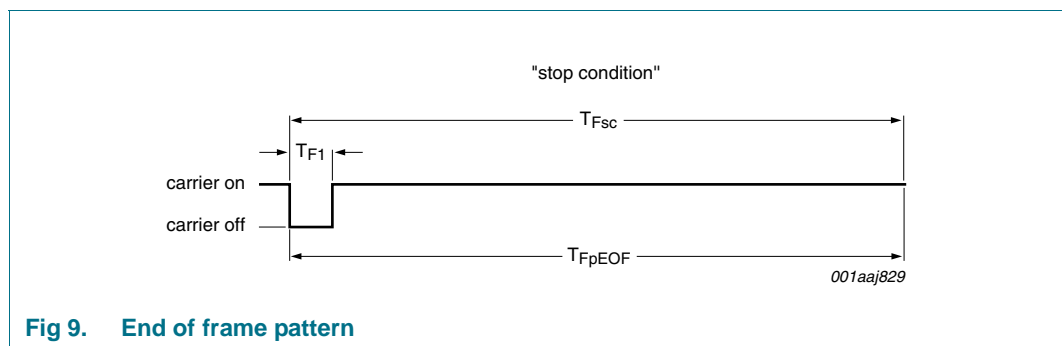 "stop condition"
TFsc
TF1
carrier on
carrier off
TFpEOF
001aaj829
Fig 9. End of frame pattern